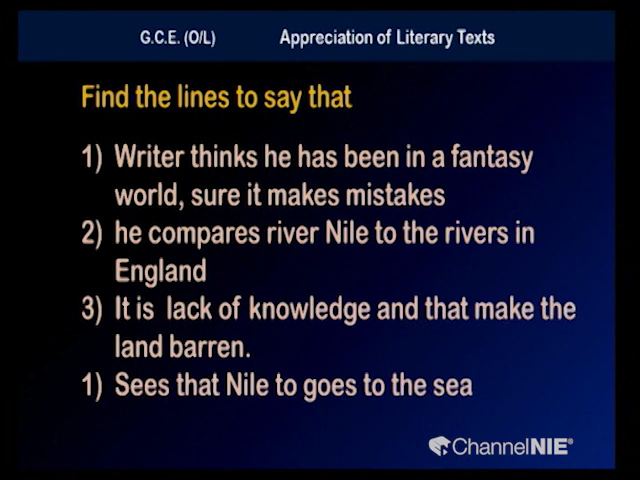 G.C.E. (O/L) Appreciation of Literary Texts
Find the lines to say that
1) Writer thinks he has been in a fantasy
world, sure it makes mistakes
2) he compares river Nile to the rivers in
England
3) It is lack of knowledge and that make the
land barren.
1) Sees that Nile to goes to the sea
ChannelNIE®